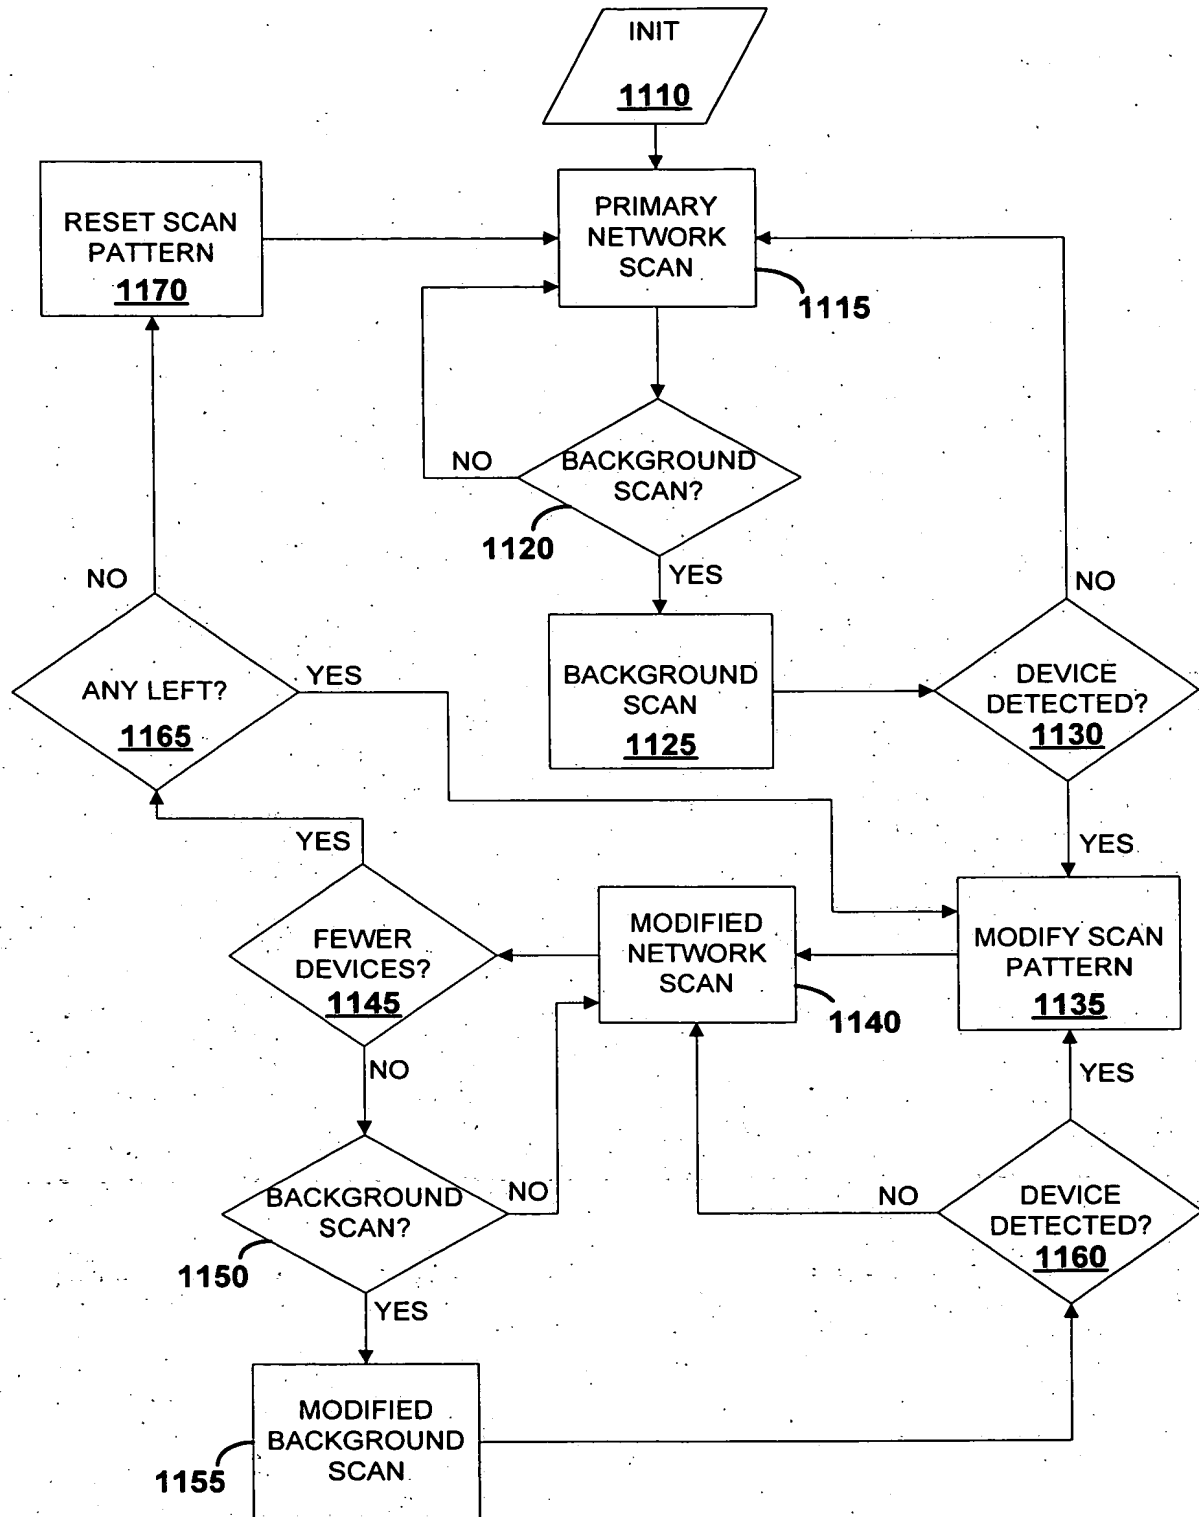 INIT
1110
RESET SCAN
PATTERN
1170
PRIMARY
NETWORK
SCAN
1115
NO
BACKGROUND
SCAN?
1120
YES
NO
NO
ANY LEFT?
1165
YES
BACKGROUND
SCAN
1125
DEVICE
DETECTED?
1130
YES
YES
FEWER
DEVICES?
1145
MODIFIED
NETWORK
SCAN
1140
MODIFY SCAN
PATTERN
1135
NO
YES
BACKGROUND
SCAN?
1150
NO
NO
DEVICE
DETECTED?
1160
YES
MODIFIED
BACKGROUND
SCAN
1155